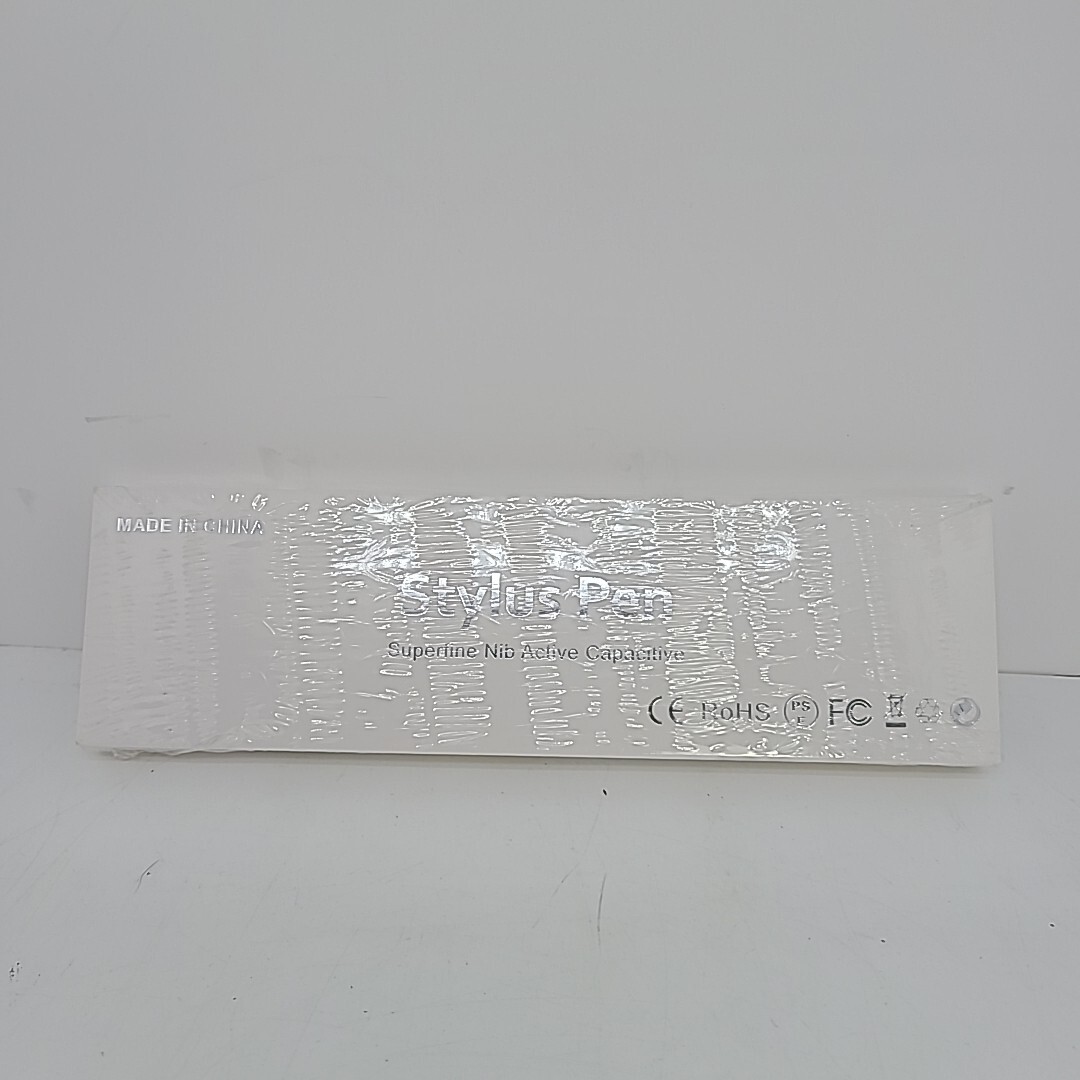 MADE IN CHINA
Stylus Pen
Superfine Nib Active Capacitive
CE RoHS PS E FC